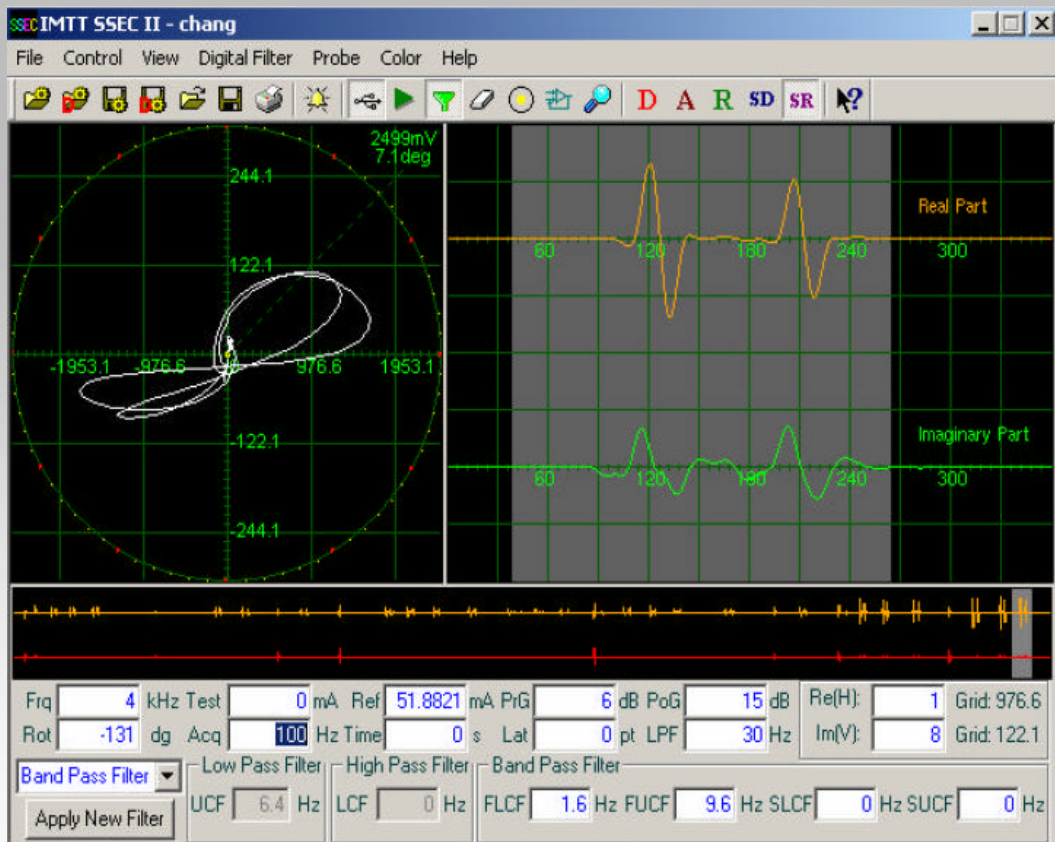 SSEC IMTT SSEC II - chang
File Control View Digital Filter Probe Color Help
D A R SD SR ?
2499mV
7.1deg
244.1
122.1
-1953.1 -976.6 0 976.6 1953.1
-122.1
-244.1
Real Part
60 120 180 240 300
Imaginary Part
60 120 180 240 300
Frq 4 kHz Test 0 mA Ref 51.8821 mA PrG 6 dB PoG 15 dB Re(H): 1 Grid: 976.6
Rot -131 dg Acq 100 Hz Time 0 s Lat 0 pt LPF 30 Hz Im(V): 8 Grid: 122.1
Band Pass Filter Low Pass Filter High Pass Filter Band Pass Filter
UCF 6.4 Hz LCF 0 Hz FLCF 1.6 Hz FUCF 9.6 Hz SLCF 0 Hz SUCF 0 Hz
Apply New Filter